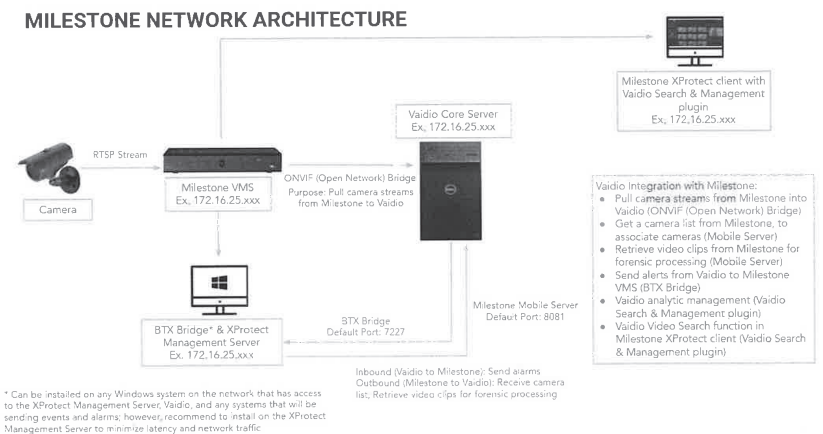 MILESTONE NETWORK ARCHITECTURE
Milestone XProtect client with
Vaidio Search & Management
plugin
Ex, 172.16.25.xxx
Vaidio Core Server
Ex, 172.16.25.xxx
RTSP Stream
Camera
Milestone VMS
Ex, 172.16.25.xxx
ONVIF (Open Network) Bridge
Purpose: Pull camera streams
from Milestone to Vaidio
DELL
Vaidio Integration with Milestone:
• Pull camera streams from Milestone into
Vaidio (ONVIF (Open Network) Bridge)
• Get a camera list from Milestone, to
associate cameras (Mobile Server)
• Retrieve video clips from Milestone for
forensic processing (Mobile Server)
• Send alerts from Vaidio to Milestone
VMS (BTX Bridge)
• Vaidio analytic management (Vaidio
Search & Management plugin)
• Vaidio Video Search function in
Milestone XProtect client (Vaidio Search
& Management plugin)
BTX Bridge* & XProtect
Management Server
Ex. 172.16.25.xxx
BTX Bridge
Default Port: 7227
Milestone Mobile Server
Default Port: 8081
Inbound (Vaidio to Milestone): Send alarms
Outbound (Milestone to Vaidio): Receive camera
list; Retrieve video clips for forensic processing
* Can be installed on any Windows system on the network that has access
to the XProtect Management Server, Vaidio, and any systems that will be
sending events and alarms; however, recommend to install on the XProtect
Management Server to minimize latency and network traffic